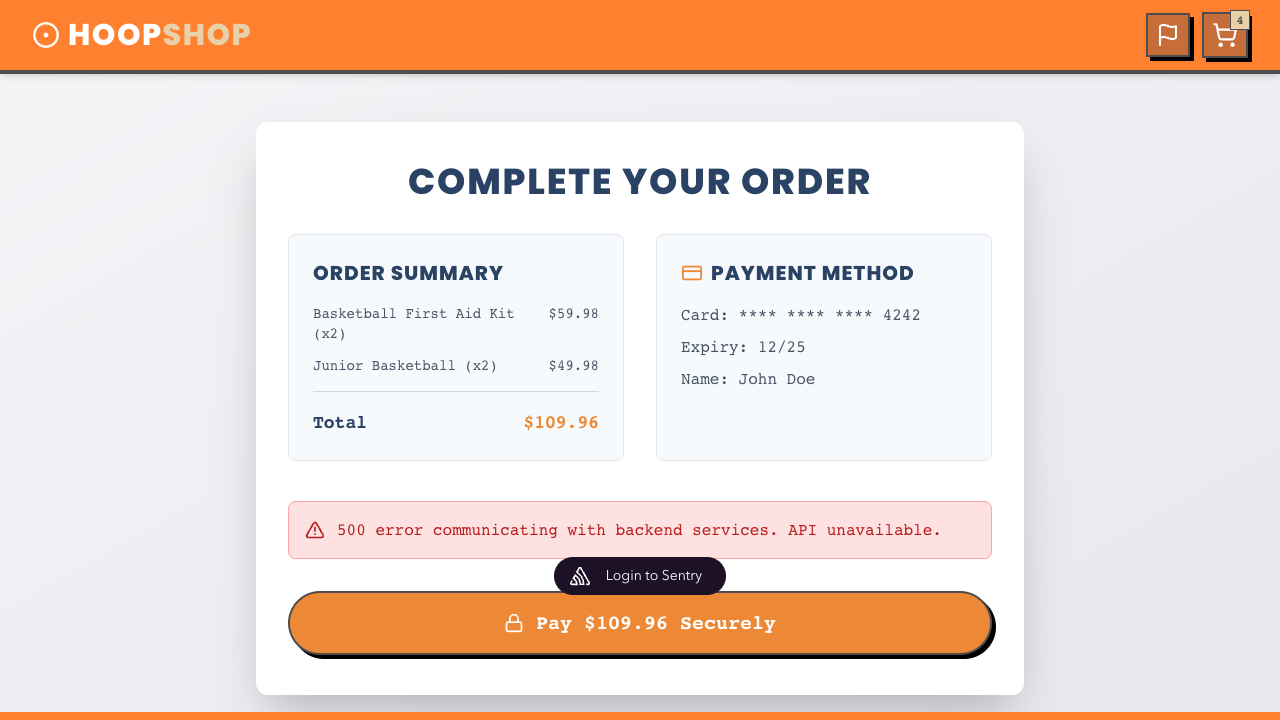 HOOPSHOP
4
COMPLETE YOUR ORDER
ORDER SUMMARY
Basketball First Aid Kit $59.98
(x2)
Junior Basketball (x2) $49.98
Total $109.96
PAYMENT METHOD
Card: **** **** **** 4242
Expiry: 12/25
Name: John Doe
500 error communicating with backend services. API unavailable.
Login to Sentry
Pay $109.96 Securely